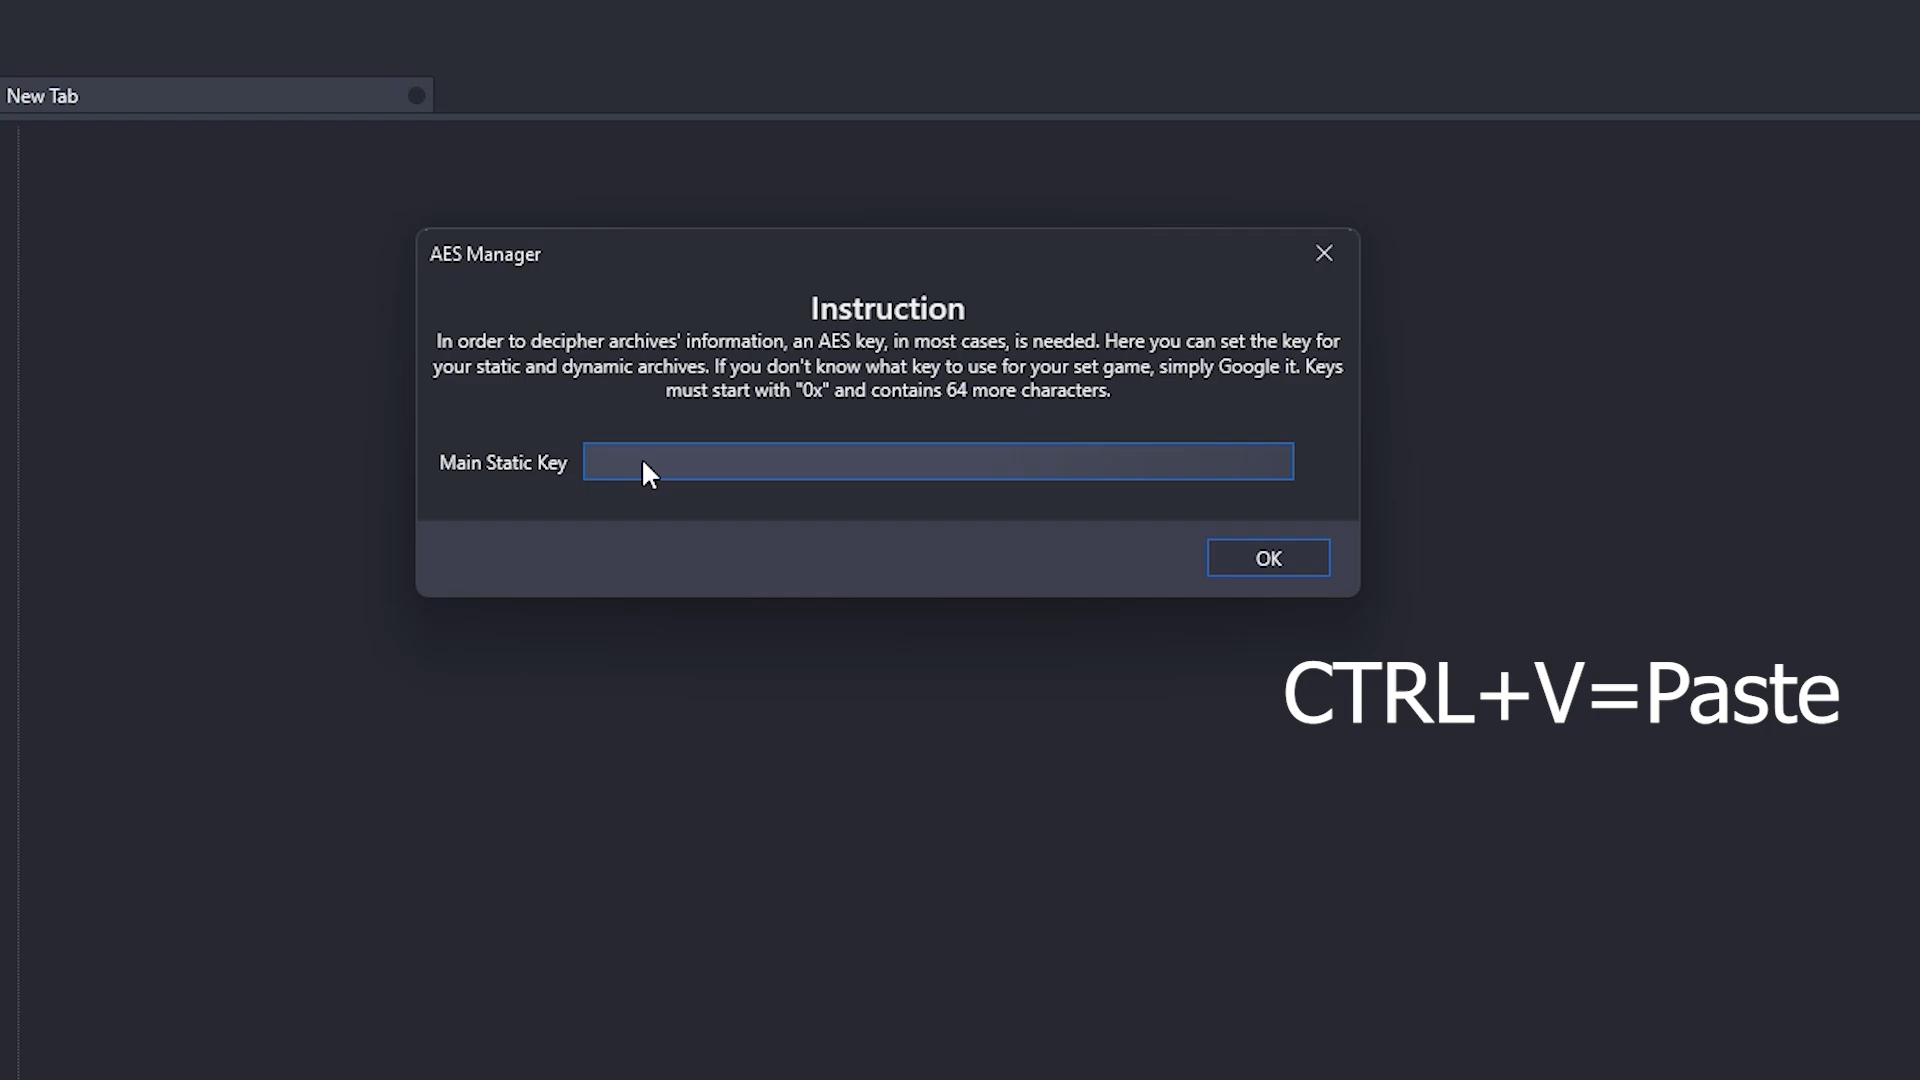 New Tab
AES Manager
Instruction
In order to decipher archives' information, an AES key, in most cases, is needed. Here you can set the key for
your static and dynamic archives. If you don't know what key to use for your set game, simply Google it. Keys
must start with "0x" and contains 64 more characters.
Main Static Key
OK
CTRL+V=Paste